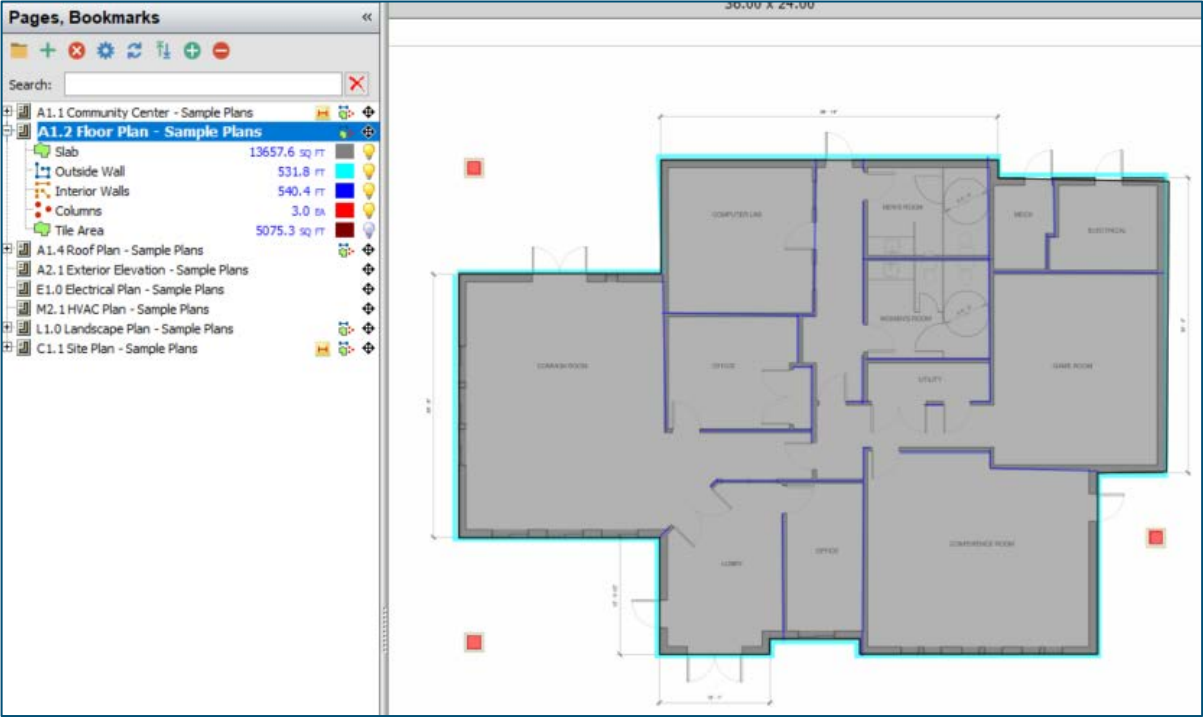 Pages, Bookmarks «
36.00 x 24.00
Search:
A1.1 Community Center - Sample Plans
A1.2 Floor Plan - Sample Plans
Slab 13657.6 SQ FT
Outside Wall 531.8 FT
Interior Walls 540.4 FT
Columns 3.0 EA
Tile Area 5075.3 SQ FT
A1.4 Roof Plan - Sample Plans
A2.1 Exterior Elevation - Sample Plans
E1.0 Electrical Plan - Sample Plans
M2.1 HVAC Plan - Sample Plans
L1.0 Landscape Plan - Sample Plans
C1.1 Site Plan - Sample Plans
COMPUTER LAB
MEN'S ROOM
MECH
ELECTRICAL
WOMEN'S ROOM
COMMON ROOM
OFFICE
GAME ROOM
UTILITY
CONFERENCE ROOM
OFFICE
LOBBY